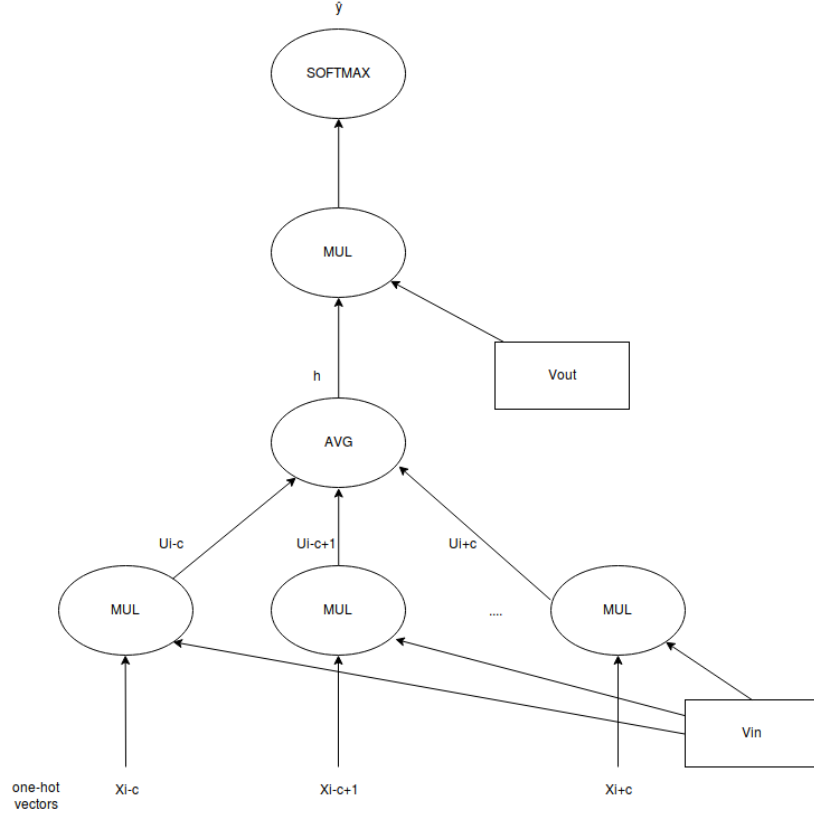 ŷ
SOFTMAX
MUL
Vout
h
AVG
Ui-c
Ui-c+1
Ui+c
MUL
MUL
....
MUL
Vin
one-hot
vectors
Xi-c
Xi-c+1
Xi+c